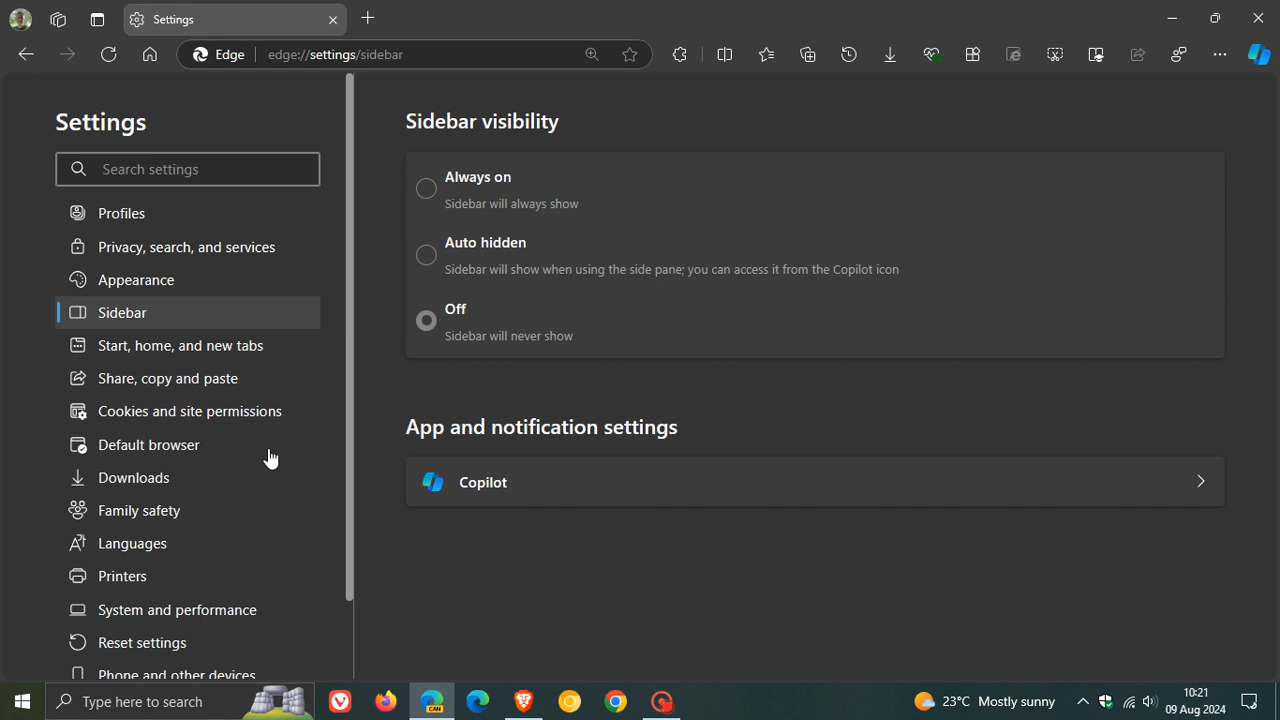 Settings
Edge
edge://settings/sidebar
Settings
Search settings
Profiles
Privacy, search, and services
Appearance
Sidebar
Start, home, and new tabs
Share, copy and paste
Cookies and site permissions
Default browser
Downloads
Family safety
Languages
Printers
System and performance
Reset settings
Phone and other devices
Sidebar visibility
Always on
Sidebar will always show
Auto hidden
Sidebar will show when using the side pane; you can access it from the Copilot icon
Off
Sidebar will never show
App and notification settings
Copilot
Type here to search
CAN
23°C Mostly sunny
10:21
09 Aug 2024